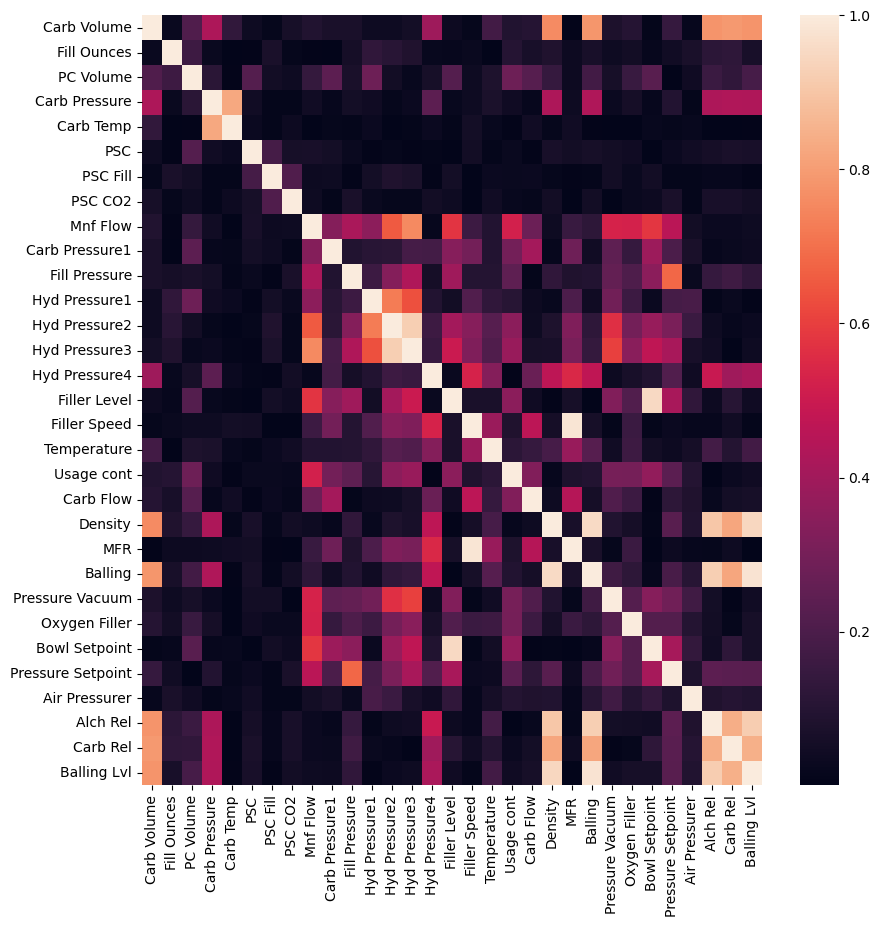 Carb Volume
Fill Ounces
PC Volume
Carb Pressure
Carb Temp
PSC
PSC Fill
PSC CO2
Mnf Flow
Carb Pressure1
Fill Pressure
Hyd Pressure1
Hyd Pressure2
Hyd Pressure3
Hyd Pressure4
Filler Level
Filler Speed
Temperature
Usage cont
Carb Flow
Density
MFR
Balling
Pressure Vacuum
Oxygen Filler
Bowl Setpoint
Pressure Setpoint
Air Pressurer
Alch Rel
Carb Rel
Balling Lvl
Carb Volume
Fill Ounces
PC Volume
Carb Pressure
Carb Temp
PSC
PSC Fill
PSC CO2
Mnf Flow
Carb Pressure1
Fill Pressure
Hyd Pressure1
Hyd Pressure2
Hyd Pressure3
Hyd Pressure4
Filler Level
Filler Speed
Temperature
Usage cont
Carb Flow
Density
MFR
Balling
Pressure Vacuum
Oxygen Filler
Bowl Setpoint
Pressure Setpoint
Air Pressurer
Alch Rel
Carb Rel
Balling Lvl
1.0
0.8
0.6
0.4
0.2